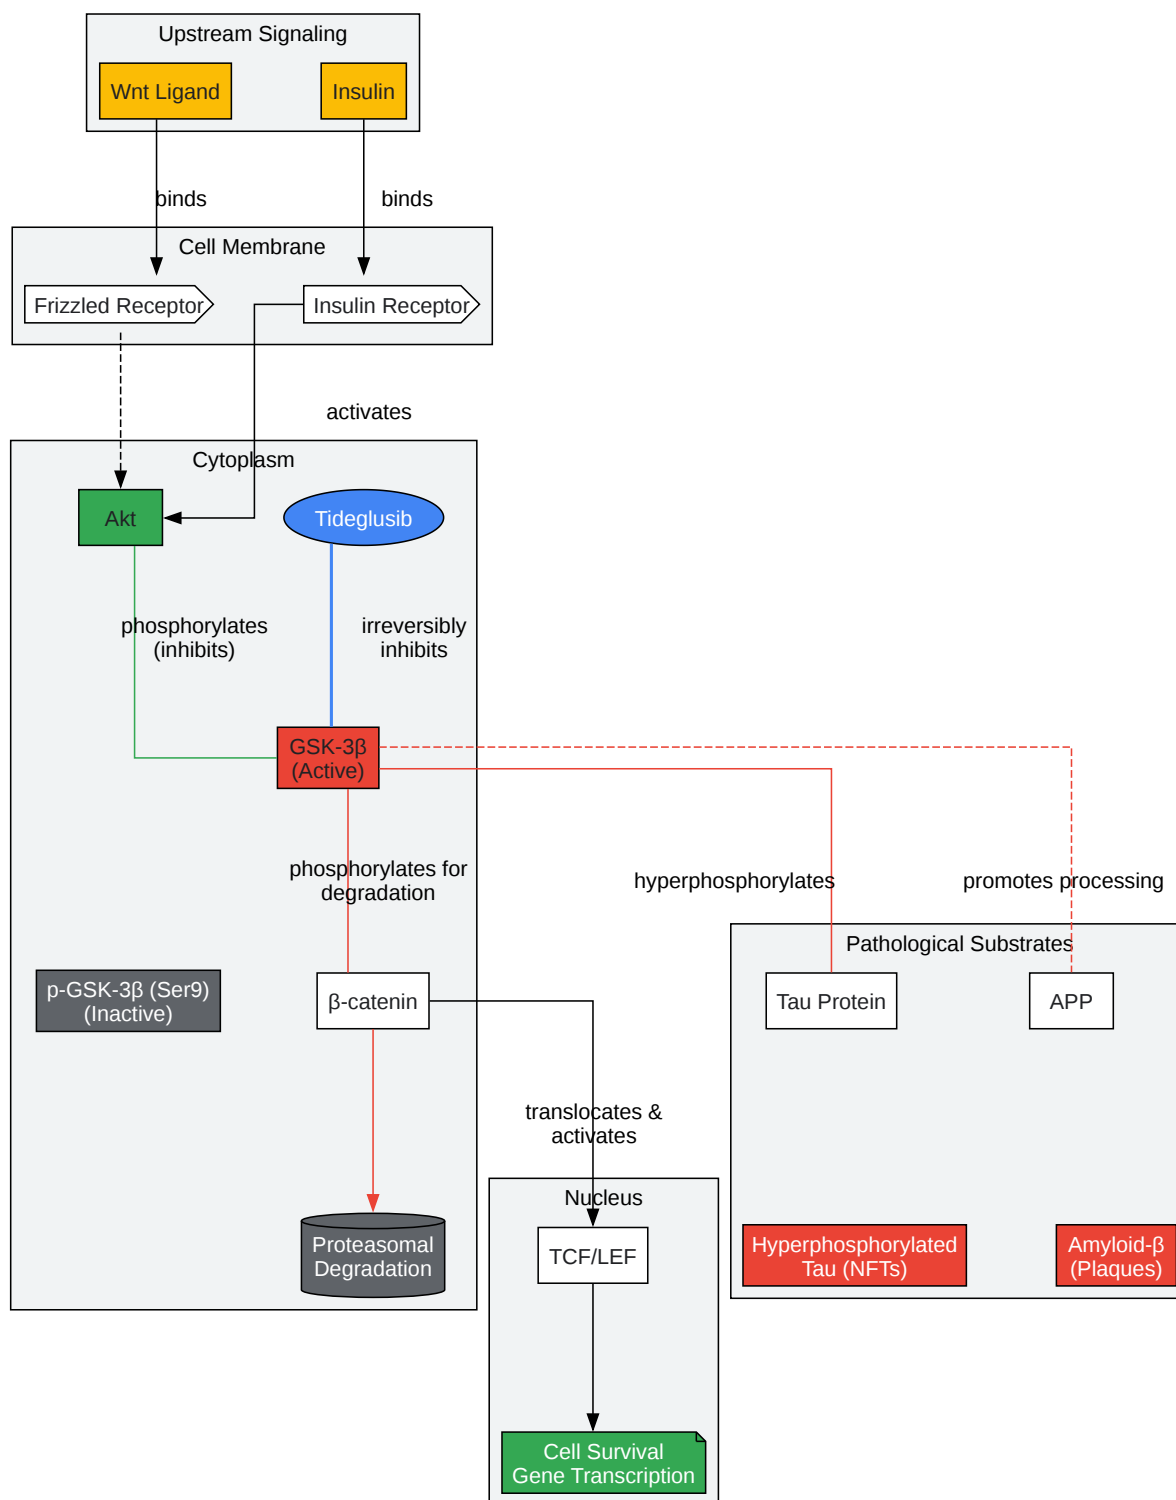 Upstream Signaling
Wnt Ligand
Insulin
binds
binds
Cell Membrane
Frizzled Receptor
Insulin Receptor
activates
Cytoplasm
Akt
Tideglusib
phosphorylates
(inhibits)
irreversibly
inhibits
GSK-3β
(Active)
phosphorylates for
degradation
hyperphosphorylates
promotes processing
Pathological Substrates
p-GSK-3β (Ser9)
(Inactive)
β-catenin
Tau Protein
APP
translocates &
activates
Nucleus
Proteasomal
Degradation
TCF/LEF
Hyperphosphorylated
Tau (NFTs)
Amyloid-β
(Plaques)
Cell Survival
Gene Transcription